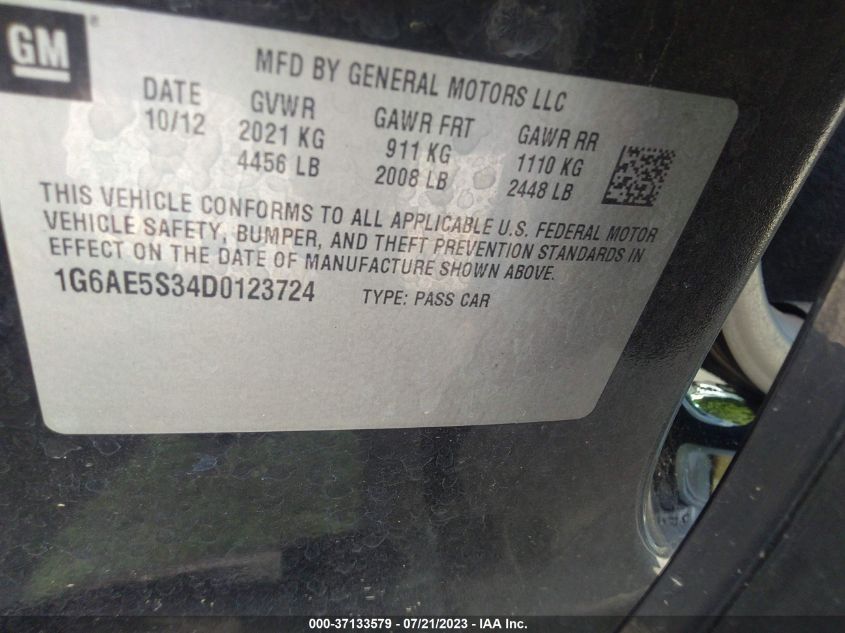 GM
MFD BY GENERAL MOTORS LLC
DATE GVWR GAWR FRT GAWR RR
10/12 2021 KG 911 KG 1110 KG
4456 LB 2008 LB 2448 LB
THIS VEHICLE CONFORMS TO ALL APPLICABLE U.S. FEDERAL MOTOR
VEHICLE SAFETY, BUMPER, AND THEFT PREVENTION STANDARDS IN
EFFECT ON THE DATE OF MANUFACTURE SHOWN ABOVE.
1G6AE5S34D0123724 TYPE: PASS CAR
000-37133579 / 07/21/2023 - IAA Inc.